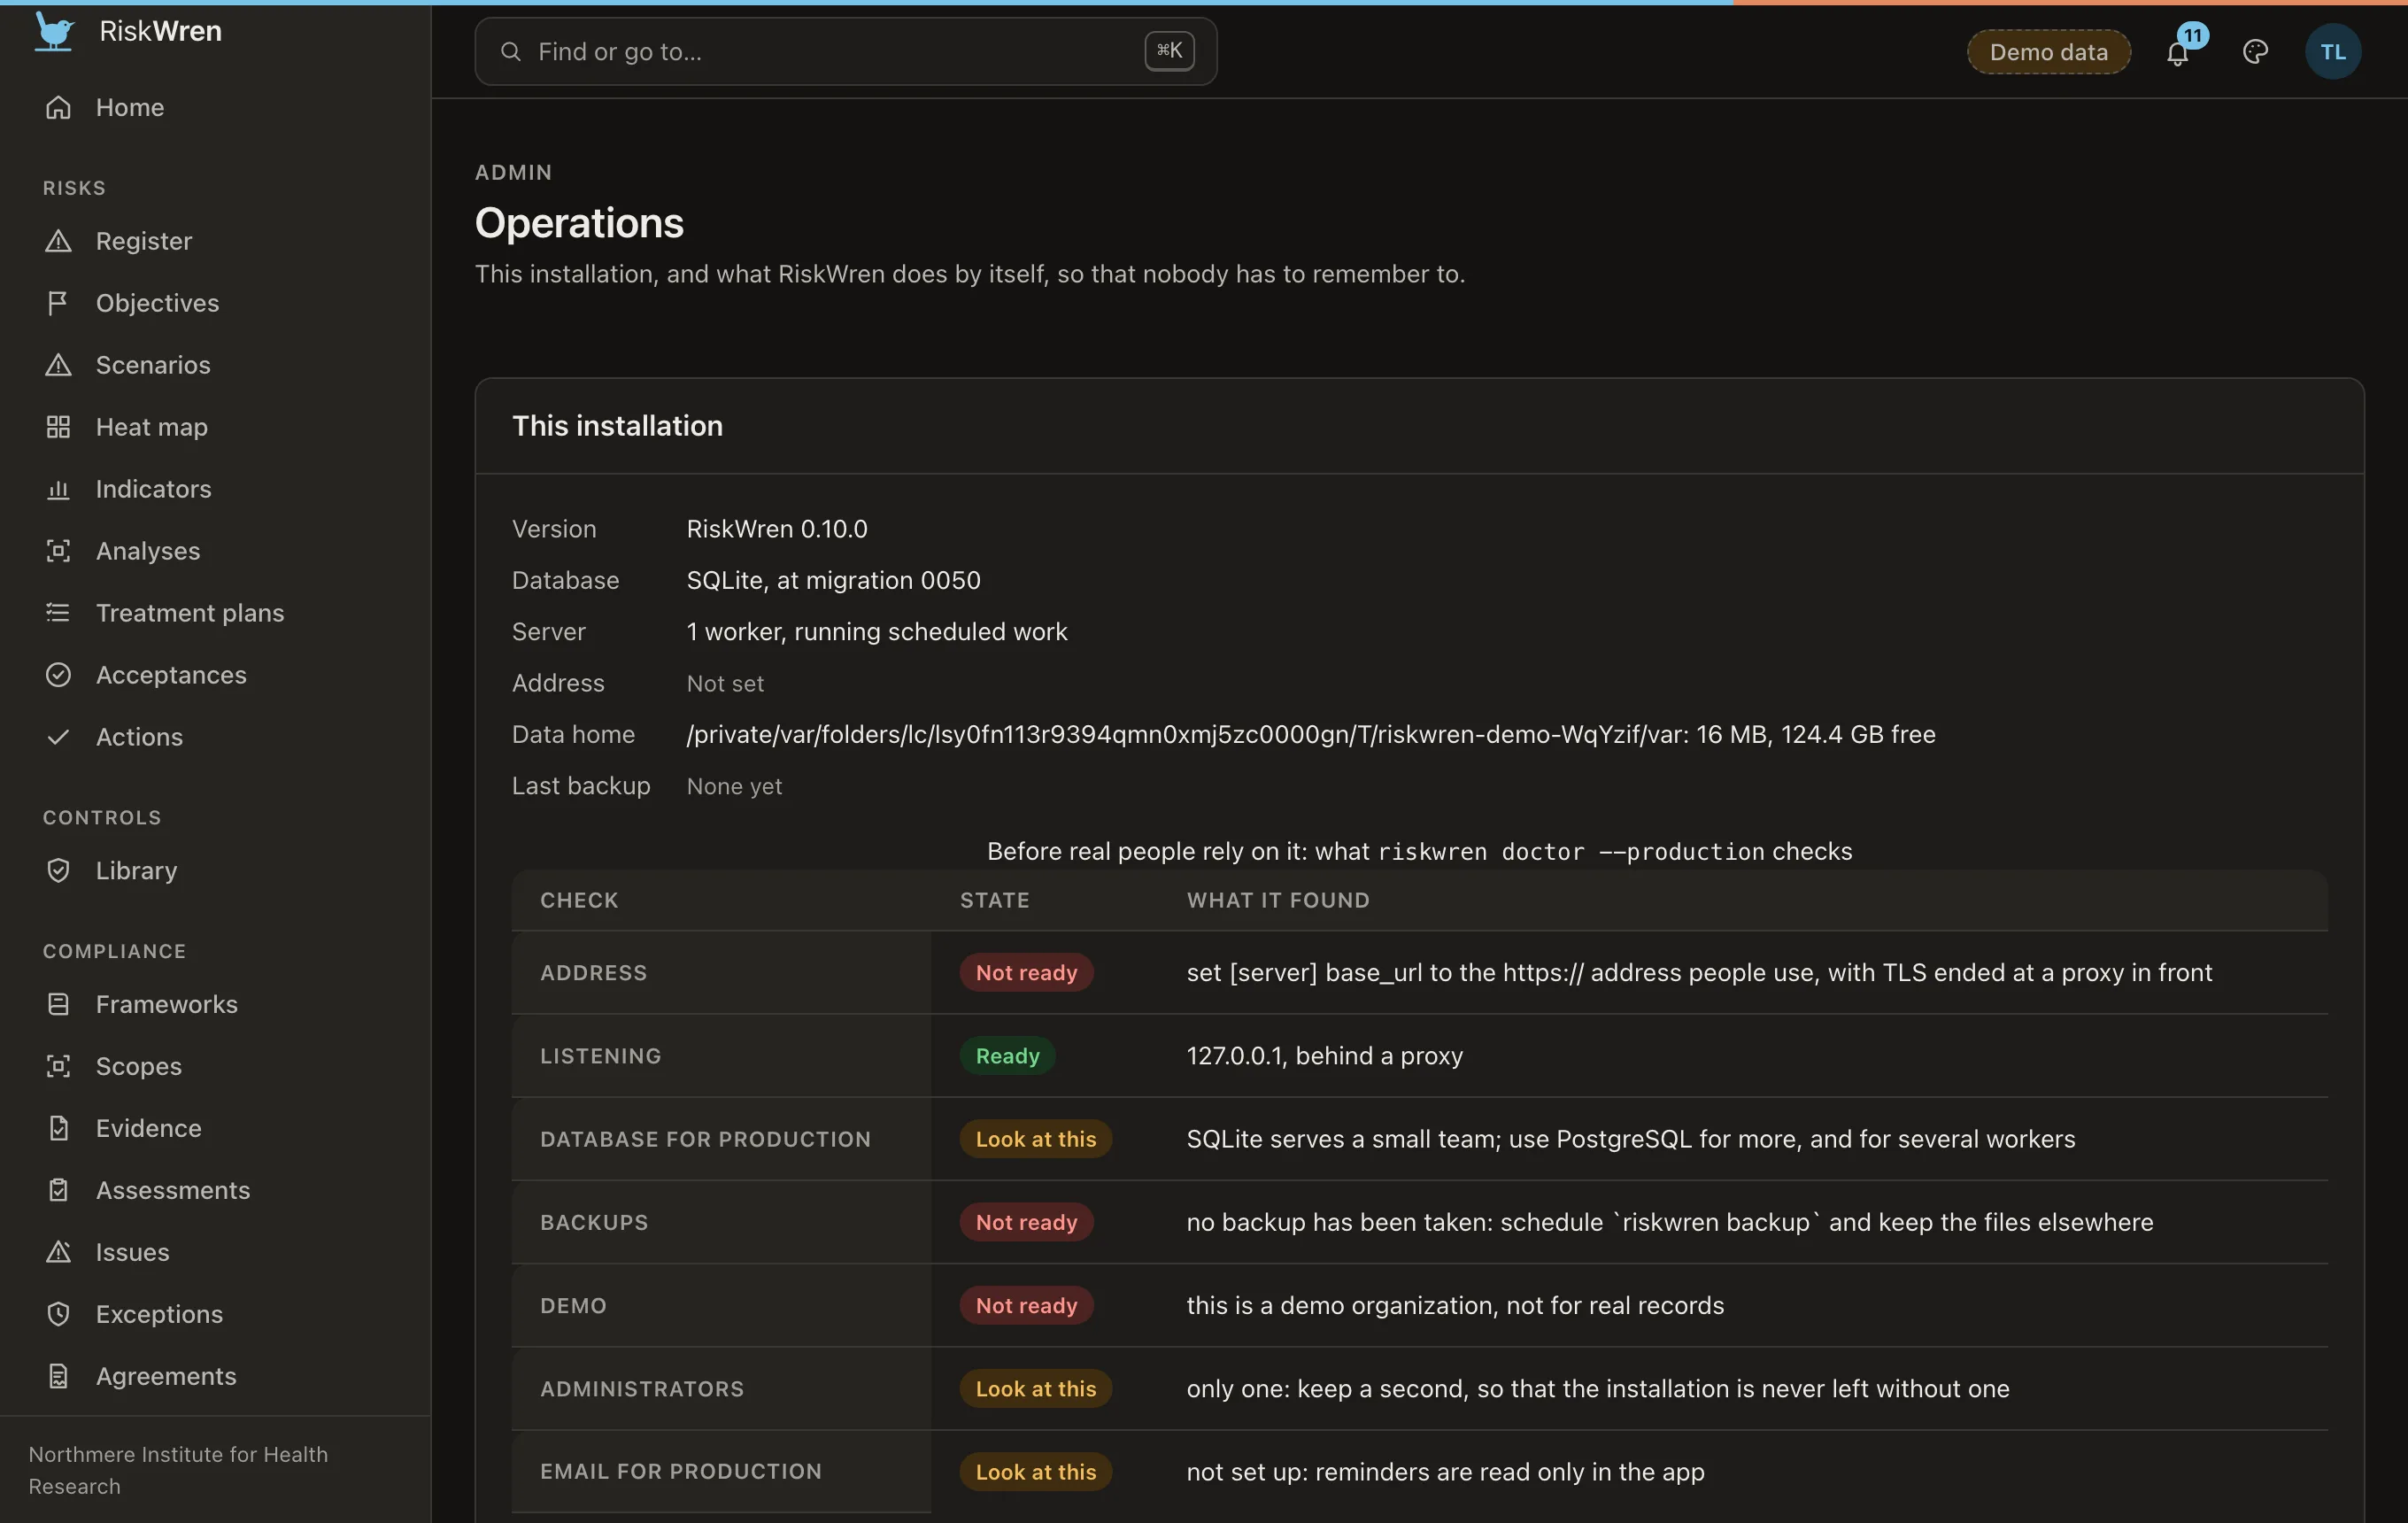 RiskWren
Find or go to...
⌘K
Demo data
11
TL
Home
RISKS
Register
Objectives
Scenarios
Heat map
Indicators
Analyses
Treatment plans
Acceptances
Actions
CONTROLS
Library
COMPLIANCE
Frameworks
Scopes
Evidence
Assessments
Issues
Exceptions
Agreements
Northmere Institute for Health
Research
ADMIN
Operations
This installation, and what RiskWren does by itself, so that nobody has to remember to.
This installation
Version RiskWren 0.10.0
Database SQLite, at migration 0050
Server 1 worker, running scheduled work
Address Not set
Data home /private/var/folders/lc/lsy0fn113r9394qmn0xmj5zc0000gn/T/riskwren-demo-WqYzif/var: 16 MB, 124.4 GB free
Last backup None yet
Before real people rely on it: what riskwren doctor --production checks
CHECK STATE WHAT IT FOUND
ADDRESS Not ready set [server] base_url to the https:// address people use, with TLS ended at a proxy in front
LISTENING Ready 127.0.0.1, behind a proxy
DATABASE FOR PRODUCTION Look at this SQLite serves a small team; use PostgreSQL for more, and for several workers
BACKUPS Not ready no backup has been taken: schedule `riskwren backup` and keep the files elsewhere
DEMO Not ready this is a demo organization, not for real records
ADMINISTRATORS Look at this only one: keep a second, so that the installation is never left without one
EMAIL FOR PRODUCTION Look at this not set up: reminders are read only in the app